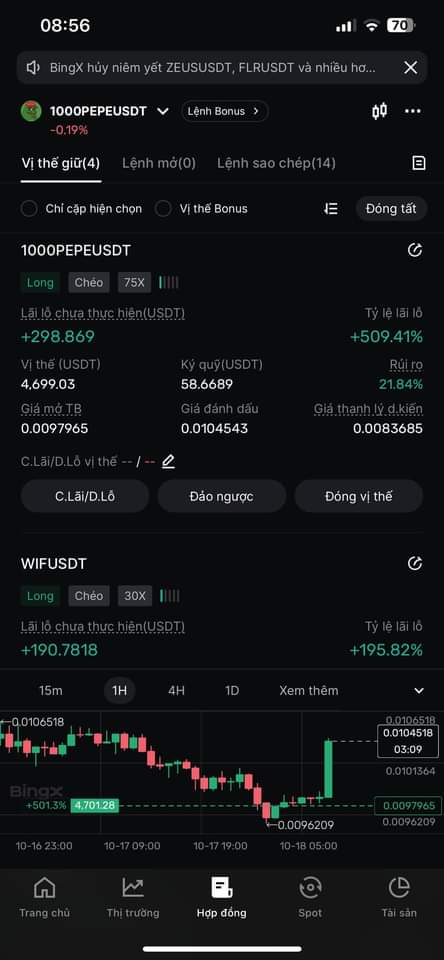 08:56
70
BingX hủy niêm yết ZEUSUSDT, FLRUSDT và nhiều hơ...
1000PEPEUSDT
Lệnh Bonus >
-0.19%
Vị thế giữ(4) Lệnh mở(0) Lệnh sao chép(14)
Chỉ cặp hiện chọn Vị thế Bonus Đóng tất
1000PEPEUSDT
Long Chéo 75X
Lãi lỗ chưa thực hiện(USDT) Tỷ lệ lãi lỗ
+298.869 +509.41%
Vị thế (USDT) Ký quỹ(USDT) Rủi ro
4,699.03 58.6689 21.84%
Giá mở TB Giá đánh dấu Giá thanh lý d.kiến
0.0097965 0.0104543 0.0083685
C.Lãi/D.Lỗ vị thế -- / --
C.Lãi/D.Lỗ Đảo ngược Đóng vị thế
WIFUSDT
Long Chéo 30X
Lãi lỗ chưa thực hiện(USDT) Tỷ lệ lãi lỗ
+190.7818 +195.82%
15m 1H 4H 1D Xem thêm
0.0106518 0.0106518
0.0104518
03:09
0.0101364
BingX
+501.3% 4,701.28 0.0097965
0.0096209 0.0096209
10-16 23:00 10-17 09:00 10-17 19:00 10-18 05:00
Trang chủ Thị trường Hợp đồng Spot Tài sản